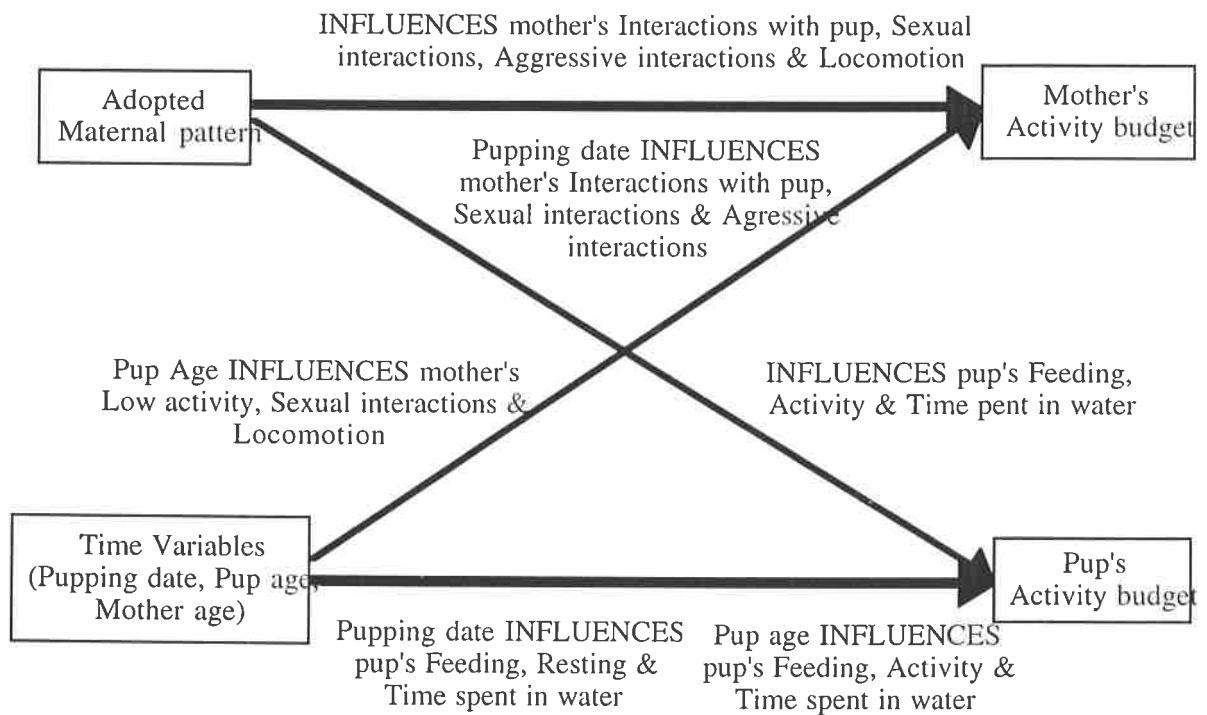 INFLUENCES mother's Interactions with pup, Sexual
interactions, Aggressive interactions & Locomotion
Adopted
Maternal pattern
Mother's
Activity budget
Pupping date INFLUENCES
mother's Interactions with pup,
Sexual interactions & Agressive
interactions
Pup Age INFLUENCES mother's
Low activity, Sexual interactions &
Locomotion
INFLUENCES pup's Feeding,
Activity & Time pent in water
Time Variables
(Pupping date, Pup age,
Mother age)
Pup's
Activity budget
Pupping date INFLUENCES
pup's Feeding, Resting &
Time spent in water
Pup age INFLUENCES
pup's Feeding, Activity &
Time spent in water